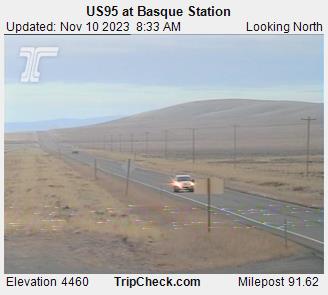 US95 at Basque Station
Updated: Nov 10 2023 8:33 AM Looking North
Elevation 4460 TripCheck.com Milepost 91.62